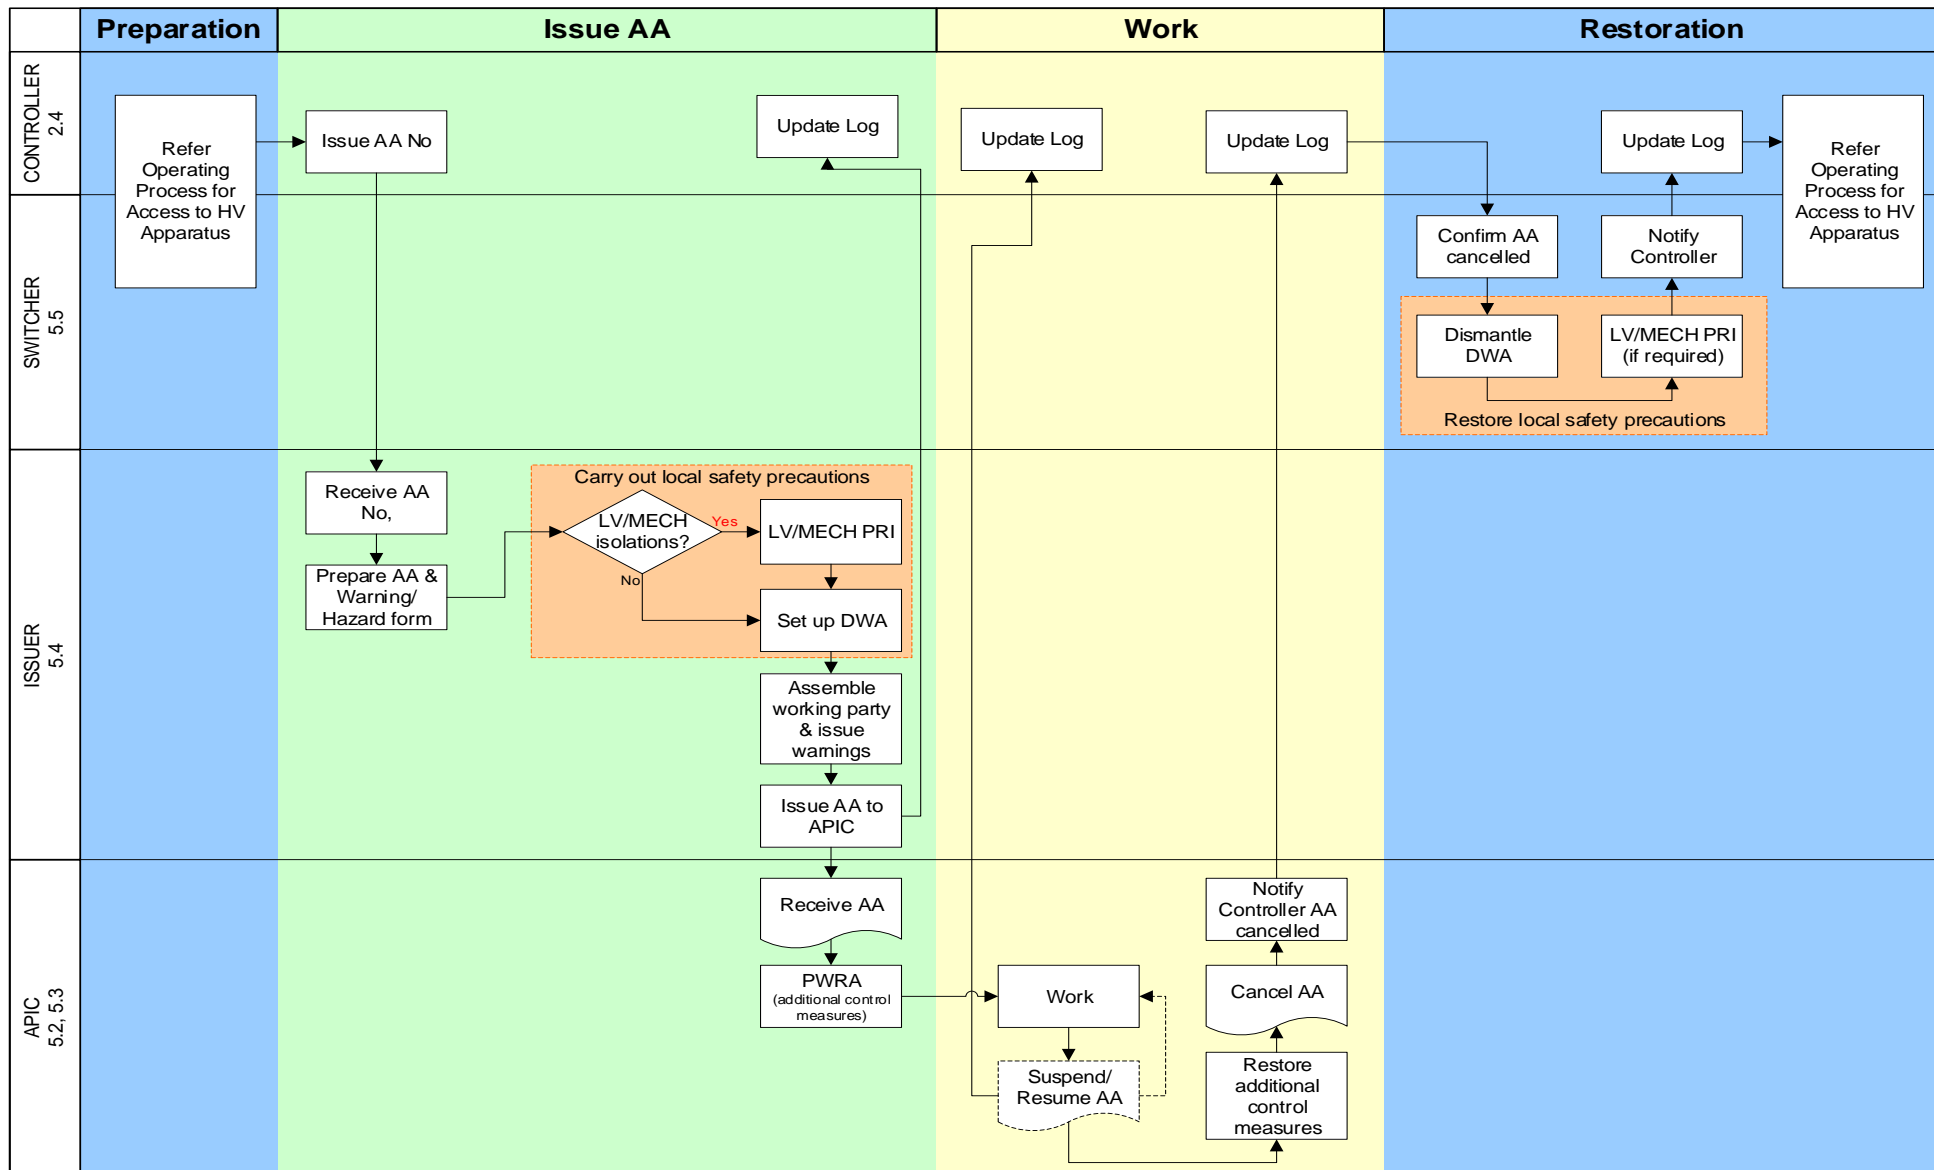 Preparation
Issue AA
Work
Restoration
CONTROLLER
2.4
Refer
Operating
Process for
Access to HV
Apparatus
Issue AA No
Update Log
Update Log
Update Log
Update Log
Refer
Operating
Process for
Access to HV
Apparatus
SWITCHER
5.5
Confirm AA
cancelled
Notify
Controller
Dismantle
DWA
LV/MECH PRI
(if required)
Restore local safety precautions
ISSUER
5.4
Receive AA
No,
Prepare AA &
Warning/
Hazard form
Carry out local safety precautions
LV/MECH
isolations?
Yes
No
LV/MECH PRI
Set up DWA
Assemble
working party
& issue
warnings
Issue AA to
APIC
APIC
5.2, 5.3
Receive AA
PWRA
(additional control
measures)
Work
Suspend/
Resume AA
Notify
Controller AA
cancelled
Cancel AA
Restore
additional
control
measures